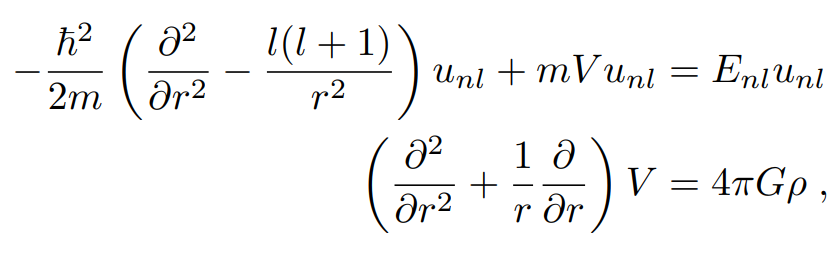 $$-\frac{\hbar^2}{2m}\left(\frac{\partial^2}{\partial r^2} - \frac{l(l+1)}{r^2}\right)u_{nl} + mVu_{nl} = E_{nl}u_{nl}$$
$$\left(\frac{\partial^2}{\partial r^2} + \frac{1}{r}\frac{\partial}{\partial r}\right)V = 4\pi G\rho\ ,$$